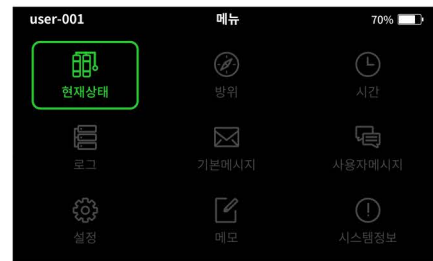 user-001 메뉴 70%
현재상태 방위 시간
로그 기본메시지 사용자메시지
설정 메모 시스템정보